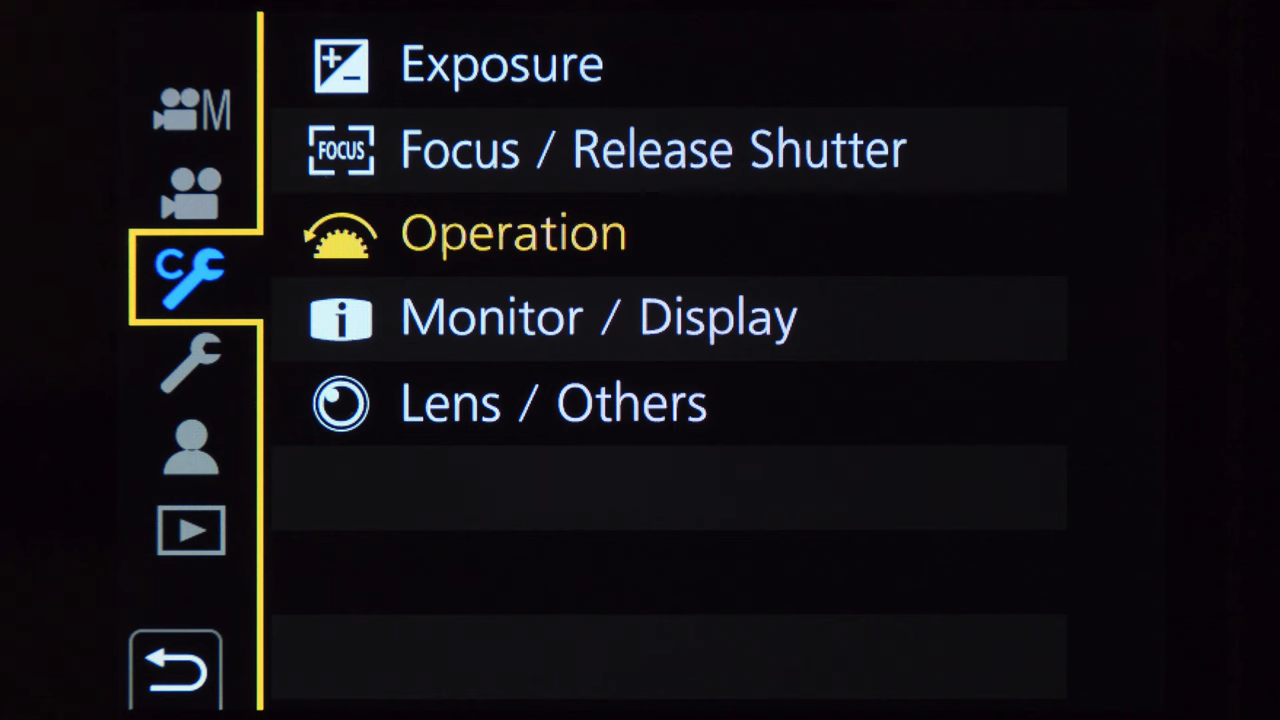 Exposure
M
FOCUS Focus / Release Shutter
Operation
C
Monitor / Display
Lens / Others